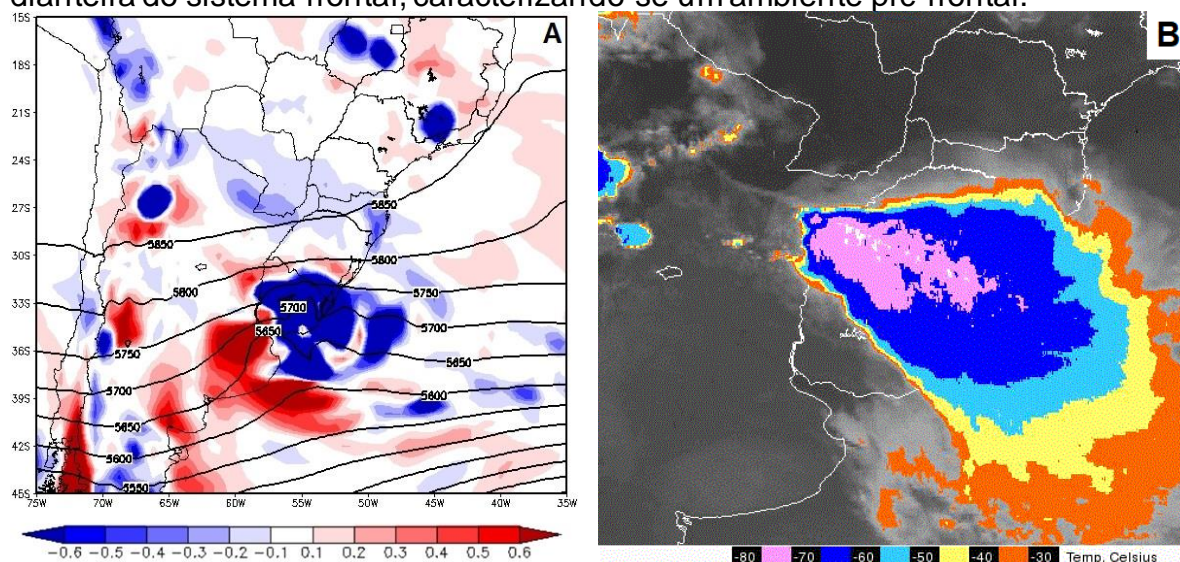 dianteira do sistema frontal, caracterizando-se um ambiente pré-frontal.
A
B
15S
18S
21S
24S
27S
30S
33S
36S
39S
42S
45S
5850
5850
5800
5800
5750
5750
5700
5700
5700
5650
5650
5650
5600
5600
5550
75W 70W 65W 60W 55W 50W 45W 40W 35W
-0.6 -0.5 -0.4 -0.3 -0.2 -0.1 0.1 0.2 0.3 0.4 0.5 0.6
-80 -70 -60 -50 -40 -30 Temp. Celsius